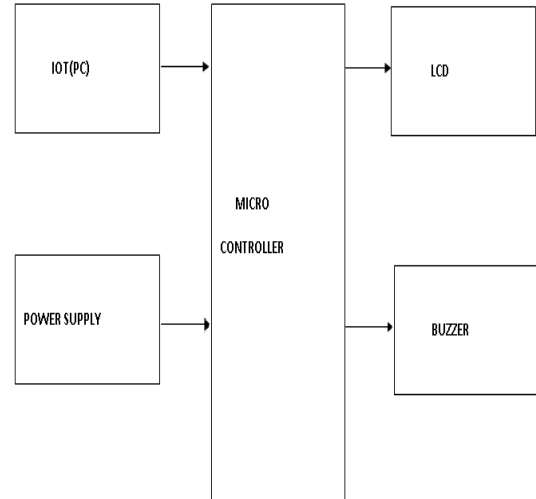 IOT(PC)
LCD
MICRO
CONTROLLER
POWER SUPPLY
BUZZER